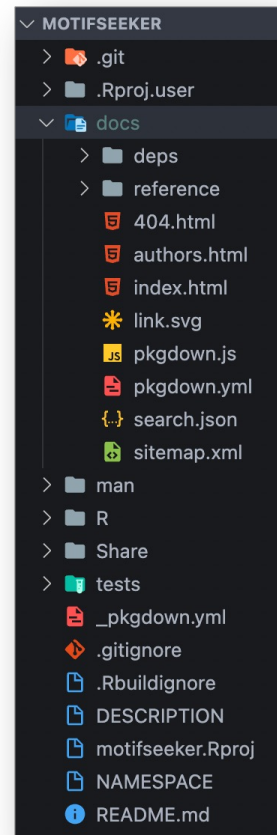 MOTIFSEEKER
.git
.Rproj.user
docs
deps
reference
404.html
authors.html
index.html
link.svg
JS pkgdown.js
pkgdown.yml
{..} search.json
sitemap.xml
man
R
Share
tests
_pkgdown.yml
.gitignore
.Rbuildignore
DESCRIPTION
motifseeker.Rproj
NAMESPACE
README.md